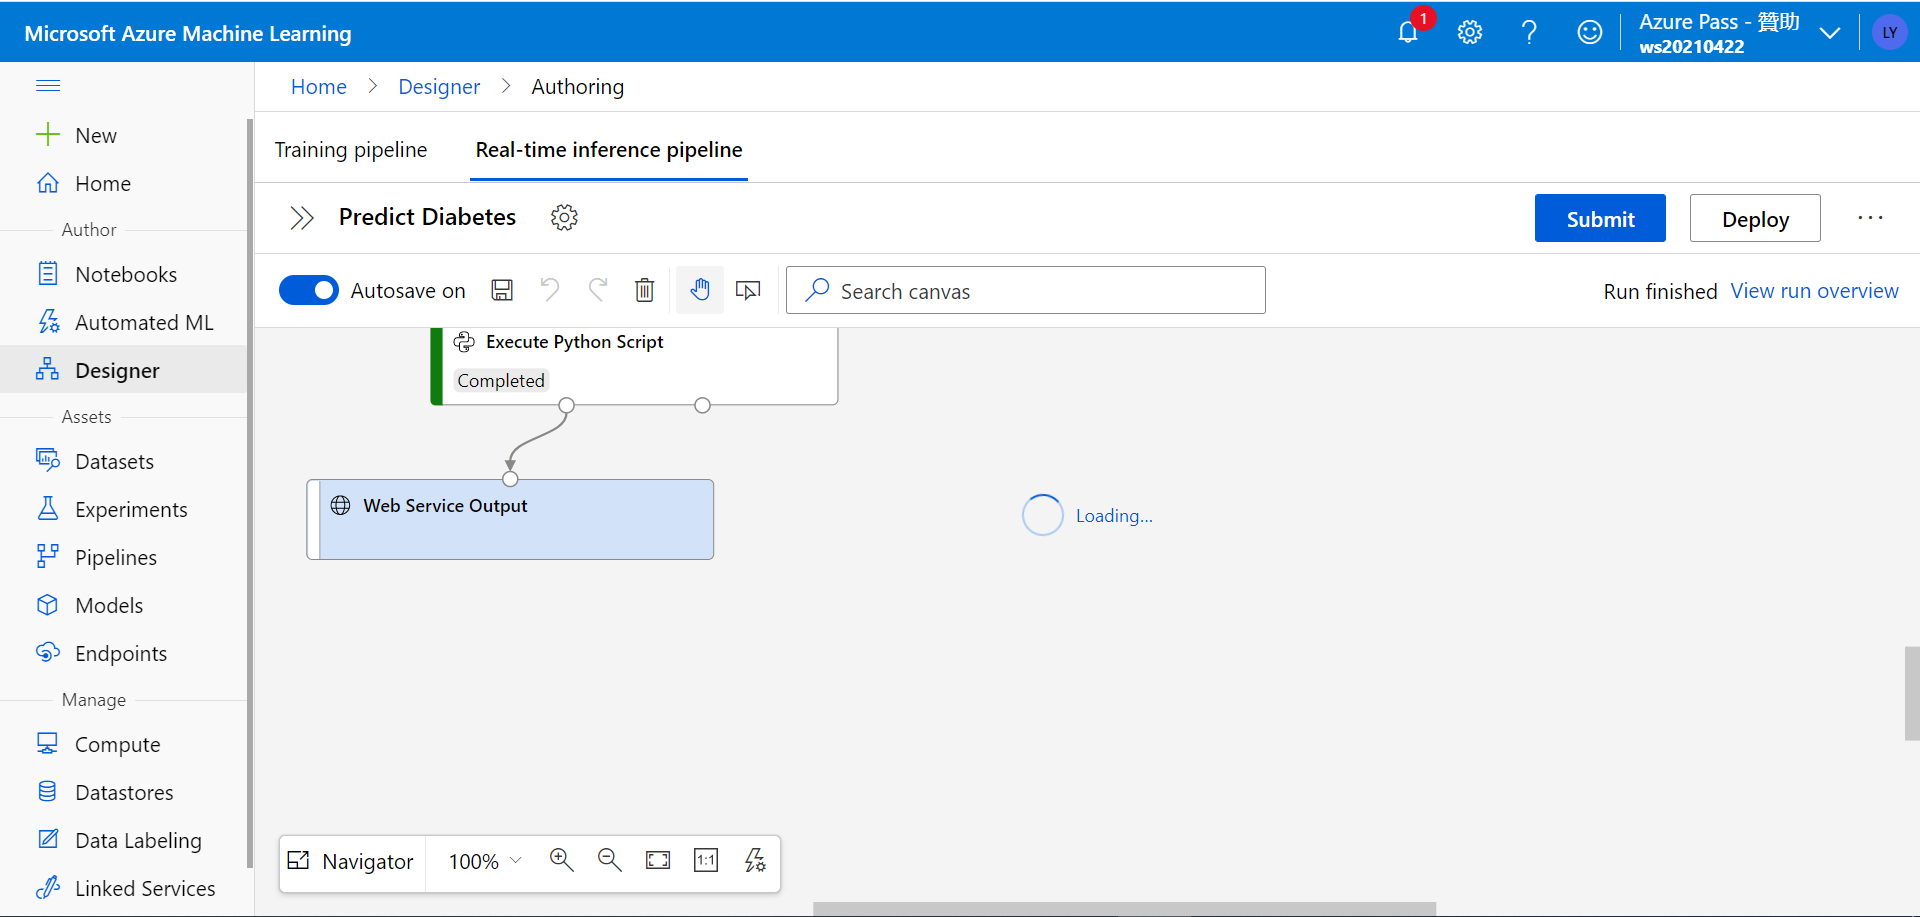 Microsoft Azure Machine Learning
1
Azure Pass - 贊助
ws20210422
LY
Home > Designer > Authoring
New
Home
Author
Notebooks
Automated ML
Designer
Assets
Datasets
Experiments
Pipelines
Models
Endpoints
Manage
Compute
Datastores
Data Labeling
Linked Services
Training pipeline
Real-time inference pipeline
Predict Diabetes
Submit
Deploy
...
Autosave on
Search canvas
Run finished View run overview
Execute Python Script
Completed
Web Service Output
Loading...
Navigator
100%
1:1